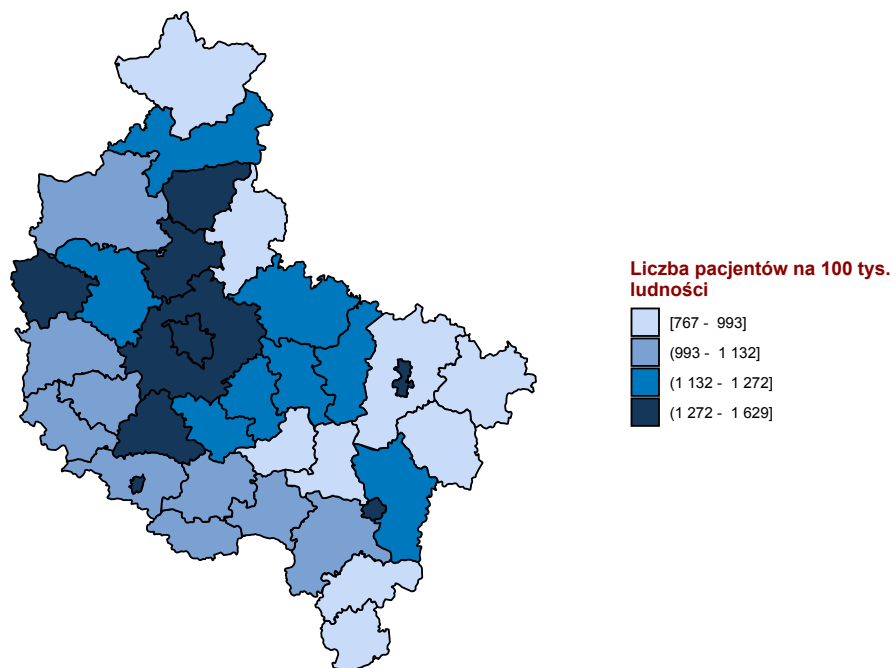 Liczba pacjentów na 100 tys.
ludności
[767 - 993]
(993 - 1 132]
(1 132 - 1 272]
(1 272 - 1 629]